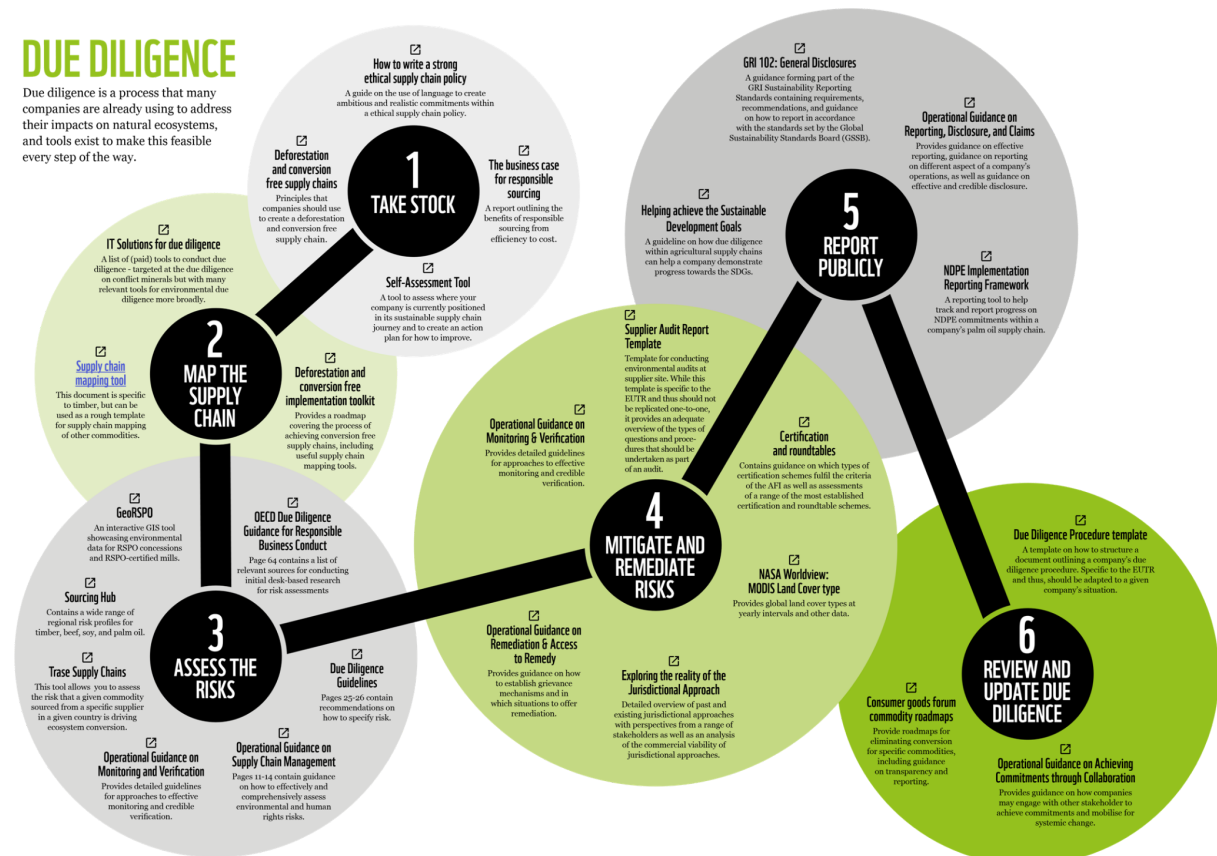 DUE DILIGENCE
Due diligence is a process that many
companies are already using to address
their impacts on natural ecosystems,
and tools exist to make this feasible
every step of the way.
How to write a strong
ethical supply chain policy
A guide on the use of language to create
ambitious and realistic commitments within
a ethical supply chain policy.
Deforestation
and conversion
free supply chains
Principles that
companies should use
to create a deforestation
and conversion free
supply chain.
1
TAKE STOCK
The business case
for responsible
sourcing
A report outlining the
benefits of responsible
sourcing from
efficiency to cost.
Self-Assessment Tool
A tool to assess where your
company is currently positioned
in its sustainable supply chain
journey and to create an action
plan for how to improve.
IT Solutions for due diligence
A list of (paid) tools to conduct due
diligence - targeted at the due diligence
on conflict minerals but with many
relevant tools for environmental due
diligence more broadly.
2
MAP THE
SUPPLY
CHAIN
Supply chain
mapping tool
This document is specific
to timber, but can be
used as a rough template
for supply chain mapping
of other commodities.
Deforestation and
conversion free
implementation toolkit
Provides a roadmap
covering the process of
achieving conversion free
supply chains, including
useful supply chain
mapping tools.
GeoRSPO
An interactive GIS tool
showcasing environmental
data for RSPO concessions
and RSPO-certified mills.
OECD Due Diligence
Guidance for Responsible
Business Conduct
Page 64 contains a list of
relevant sources for conducting
initial desk-based research
for risk assessments
Sourcing Hub
Contains a wide range of
regional risk profiles for
timber, beef, soy, and palm oil.
3
ASSESS THE
RISKS
Trase Supply Chains
This tool allows you to assess
the risk that a given commodity
sourced from a specific supplier
in a given country is driving
ecosystem conversion.
Due Diligence
Guidelines
Pages 25-26 contain
recommendations on
how to specify risk.
Operational Guidance on
Monitoring and Verification
Provides detailed guidelines
for approaches to effective
monitoring and credible
verification.
Operational Guidance on
Supply Chain Management
Pages 11-14 contain guidance
on how to effectively and
comprehensively assess
environmental and human
rights risks.
Supplier Audit Report
Template
Template for conducting
environmental audits at
supplier site. While this
template is specific to the
EUTR and thus should not
be replicated one-to-one,
it provides an adequate
overview of the types of
questions and proce-
dures that should be
undertaken as part
of an audit.
Operational Guidance on
Monitoring & Verification
Provides detailed guidelines
for approaches to effective
monitoring and credible
verification.
Certification
and roundtables
Contains guidance on which types of
certification schemes fulfil the criteria
of the AFI as well as assessments
of a range of the most established
certification and roundtable schemes.
4
MITIGATE AND
REMEDIATE
RISKS
NASA Worldview:
MODIS Land Cover type
Provides global land cover types at
yearly intervals and other data.
Operational Guidance on
Remediation & Access
to Remedy
Provides guidance on how
to establish grievance
mechanisms and in
which situations to offer
remediation.
Exploring the reality of the
Jurisdictional Approach
Detailed overview of past and
existing jurisdictional approaches
with perspectives from a range of
stakeholders as well as an analysis
of the commercial viability of
jurisdictional approaches.
GRI 102: General Disclosures
A guidance forming part of the
GRI Sustainability Reporting
Standards containing requirements,
recommendations, and guidance
on how to report in accordance
with the standards set by the Global
Sustainability Standards Board (GSSB).
Operational Guidance on
Reporting, Disclosure, and Claims
Provides guidance on effective
reporting, guidance on reporting
on different aspect of a company's
operations, as well as guidance on
effective and credible disclosure.
Helping achieve the Sustainable
Development Goals
A guideline on how due diligence
within agricultural supply chains
can help a company demonstrate
progress towards the SDGs.
5
REPORT
PUBLICLY
NDPE Implementation
Reporting Framework
A reporting tool to help
track and report progress on
NDPE commitments within a
company's palm oil supply chain.
Due Diligence Procedure template
A template on how to structure a
document outlining a company's due
diligence procedure. Specific to the EUTR
and thus, should be adapted to a given
company's situation.
6
REVIEW AND
UPDATE DUE
DILIGENCE
Consumer goods forum
commodity roadmaps
Provide roadmaps for
eliminating conversion
for specific commodities,
including guidance
on transparency and
reporting.
Operational Guidance on Achieving
Commitments through Collaboration
Provides guidance on how companies
may engage with other stakeholder to
achieve commitments and mobilise for
systemic change.